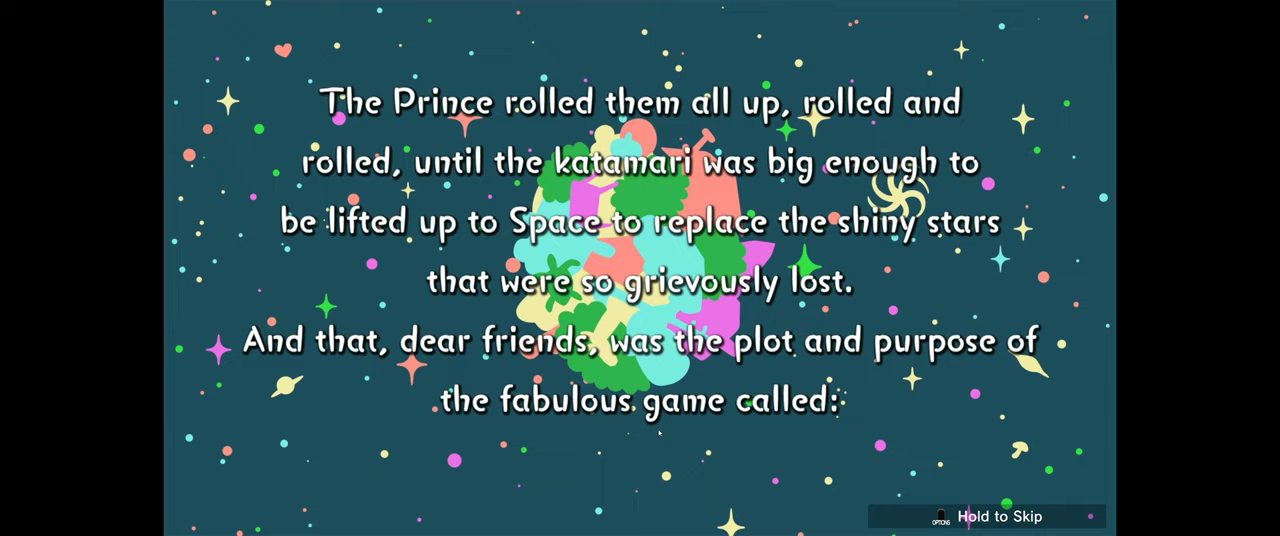 The Prince rolled them all up, rolled and
rolled, until the katamari was big enough to
be lifted up to Space to replace the shiny stars
that were so grievously lost.
And that, dear friends, was the plot and purpose of
the fabulous game called:
OPTIONS Hold to Skip